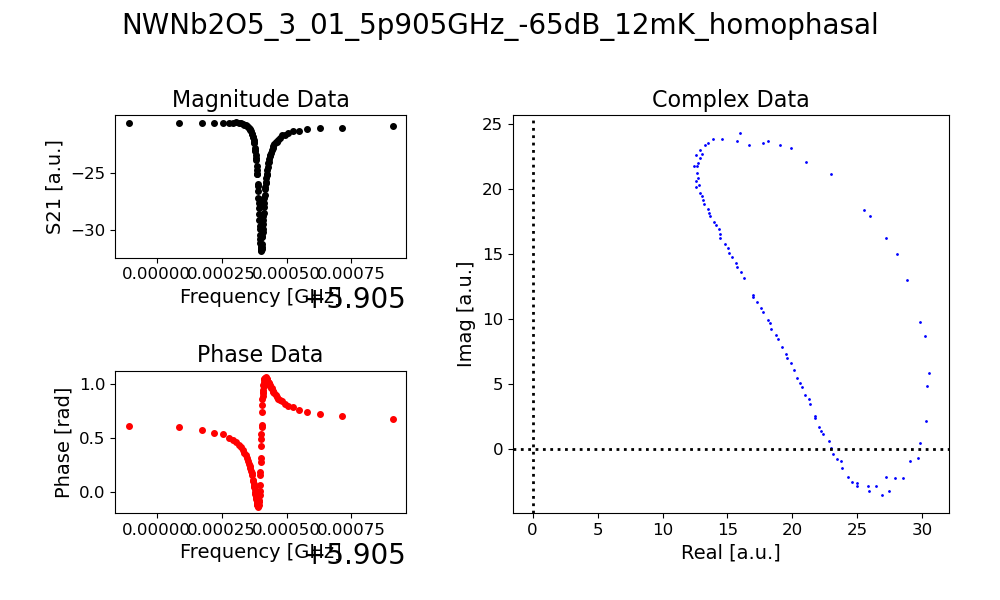 NWNb2O5_3_01_5p905GHz_-65dB_12mK_homophasal
Magnitude Data
S21 [a.u.]
−25
−30
0.00000 0.00025 0.00050 0.00075
Frequency [GHz]
+5.905
Phase Data
Phase [rad]
1.0
0.5
0.0
0.00000 0.00025 0.00050 0.00075
Frequency [GHz]
+5.905
Complex Data
Imag [a.u.]
25
20
15
10
5
0
0 5 10 15 20 25 30
Real [a.u.]